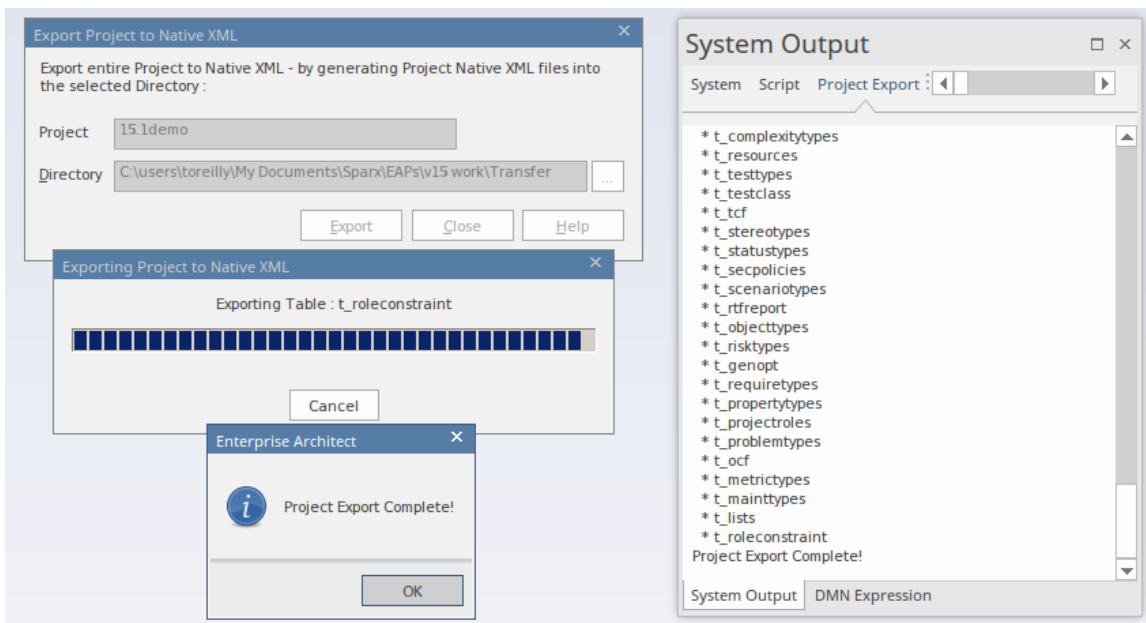 Export Project to Native XML
Export entire Project to Native XML - by generating Project Native XML files into
the selected Directory :
Project
15.1demo
Directory
C:\users\toreilly\My Documents\Sparx\EAPs\v15 work\Transfer
...
Export
Close
Help
Exporting Project to Native XML
Exporting Table : t_roleconstraint
Cancel
Enterprise Architect
Project Export Complete!
OK
System Output
System Script Project Export
* t_complexitytypes
* t_resources
* t_testtypes
* t_testclass
* t_tcf
* t_stereotypes
* t_statustypes
* t_secpolicies
* t_scenariotypes
* t_rtfreport
* t_objecttypes
* t_risktypes
* t_genopt
* t_requiretypes
* t_propertytypes
* t_projectroles
* t_problemtypes
* t_ocf
* t_metrictypes
* t_mainttypes
* t_lists
* t_roleconstraint
Project Export Complete!
System Output DMN Expression